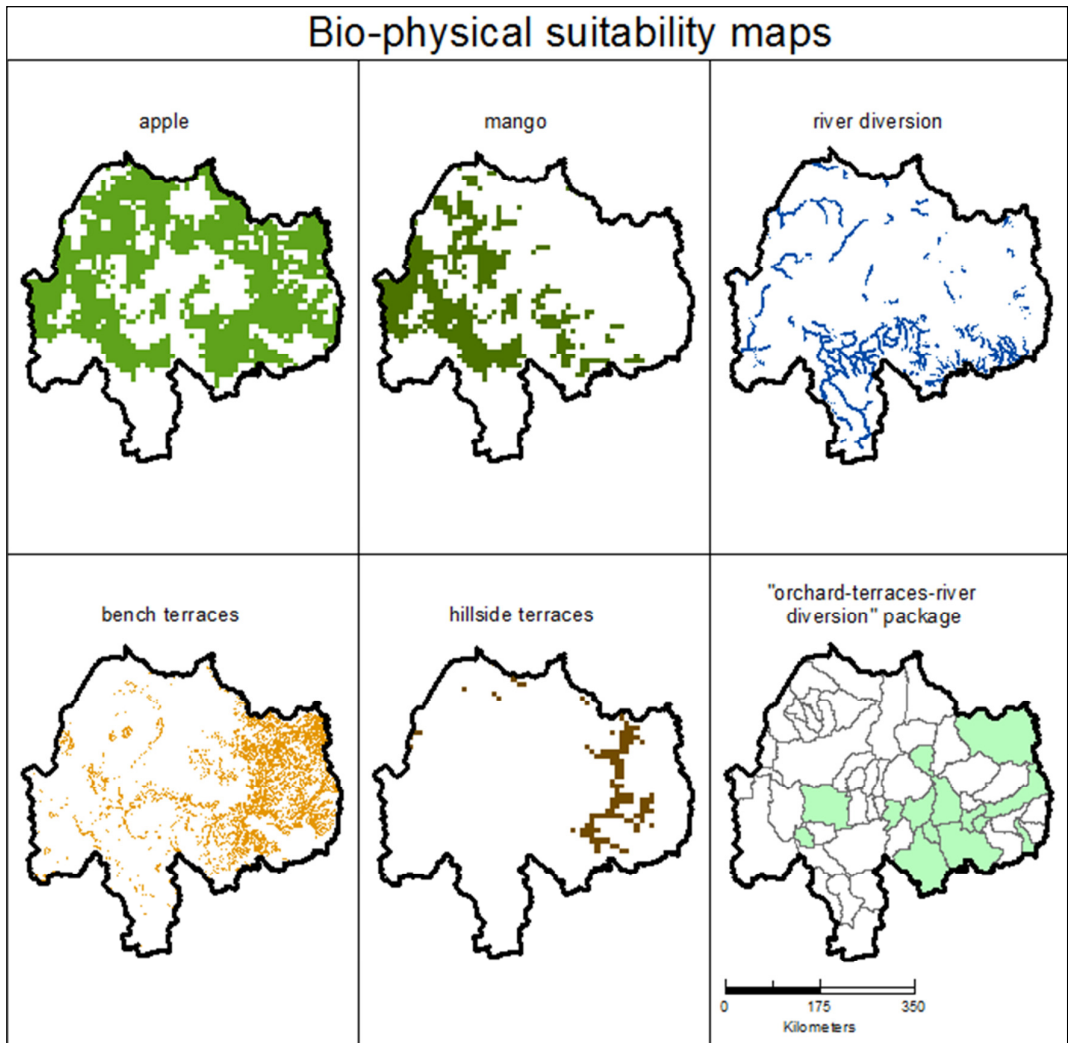 Bio-physical suitability maps
apple
mango
river diversion
bench terraces
hillside terraces
"orchard-terraces-river
diversion" package
0 175 350
Kilometers